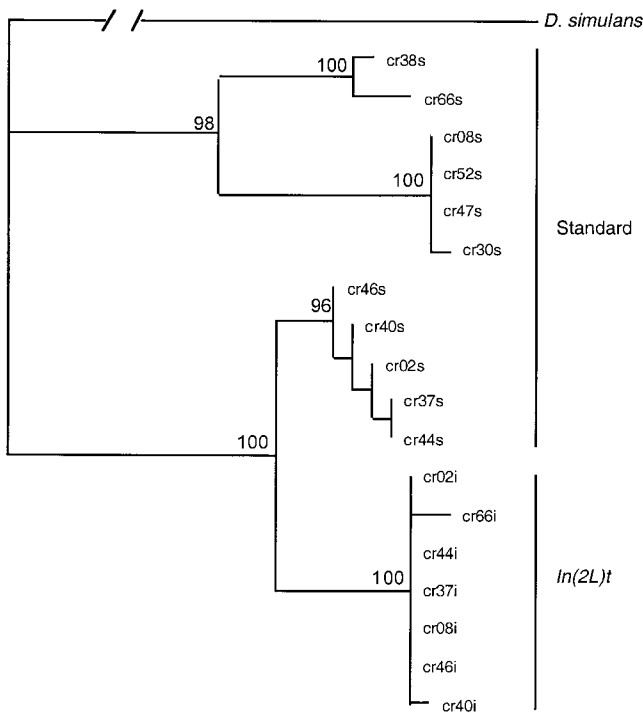 D. simulans
100
cr38s
cr66s
98
cr08s
cr52s
100
cr47s
cr30s
Standard
cr46s
96
cr40s
cr02s
cr37s
100
cr44s
cr02i
cr66i
cr44i
100
cr37i
In(2L)t
cr08i
cr46i
cr40i